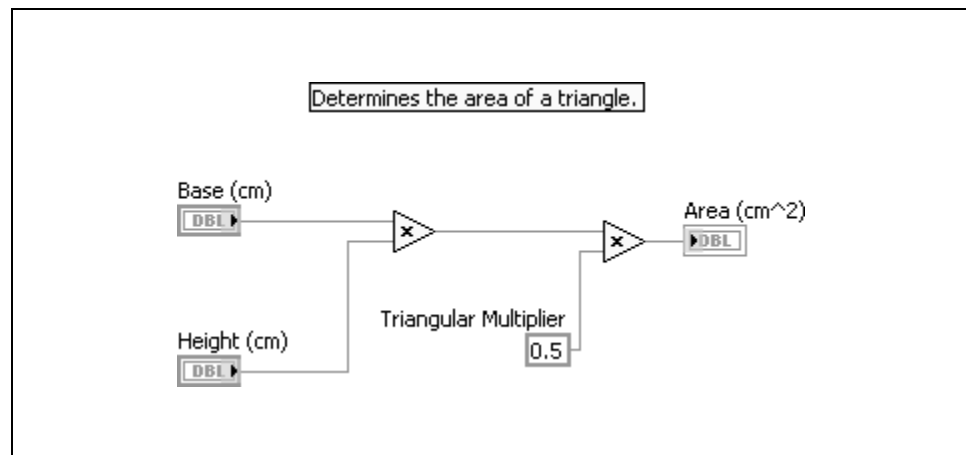 Determines the area of a triangle.
Base (cm)
DBL
×
×
Area (cm^2)
DBL
Triangular Multiplier
0.5
Height (cm)
DBL